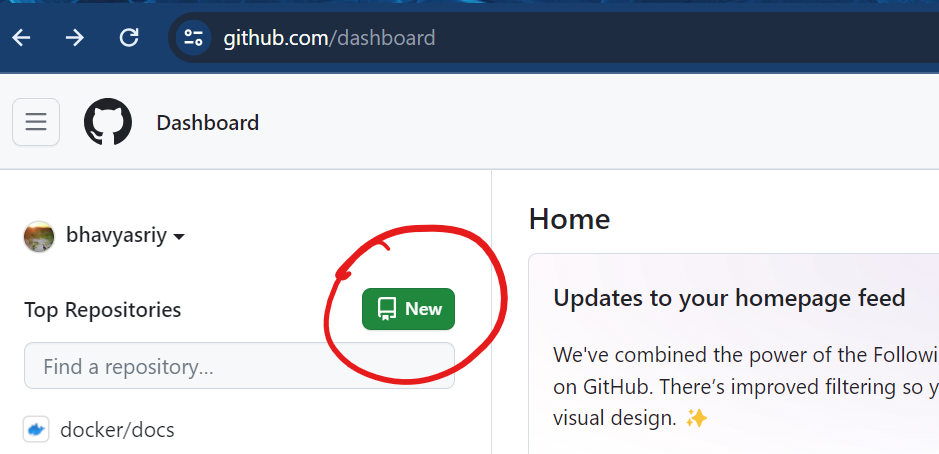 github.com/dashboard
Dashboard
bhavyasriy
Home
Top Repositories
New
Updates to your homepage feed
Find a repository…
We've combined the power of the Followi
on GitHub. There’s improved filtering so y
visual design. ✨
docker/docs